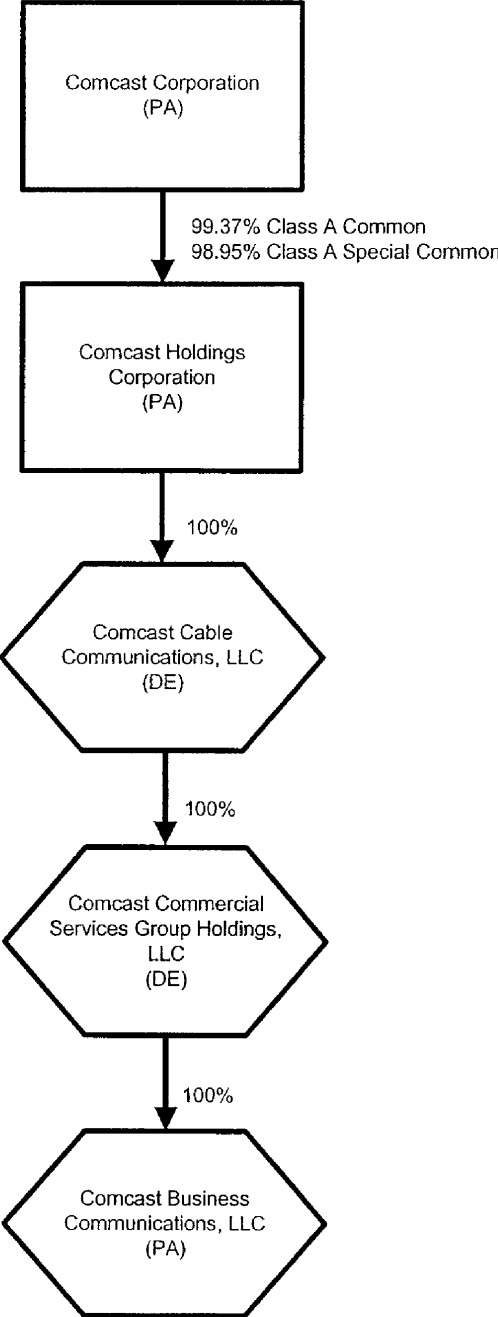 Comcast Corporation
(PA)
99.37% Class A Common
98.95% Class A Special Common
Comcast Holdings
Corporation
(PA)
100%
Comcast Cable
Communications, LLC
(DE)
100%
Comcast Commercial
Services Group Holdings,
LLC
(DE)
100%
Comcast Business
Communications, LLC
(PA)